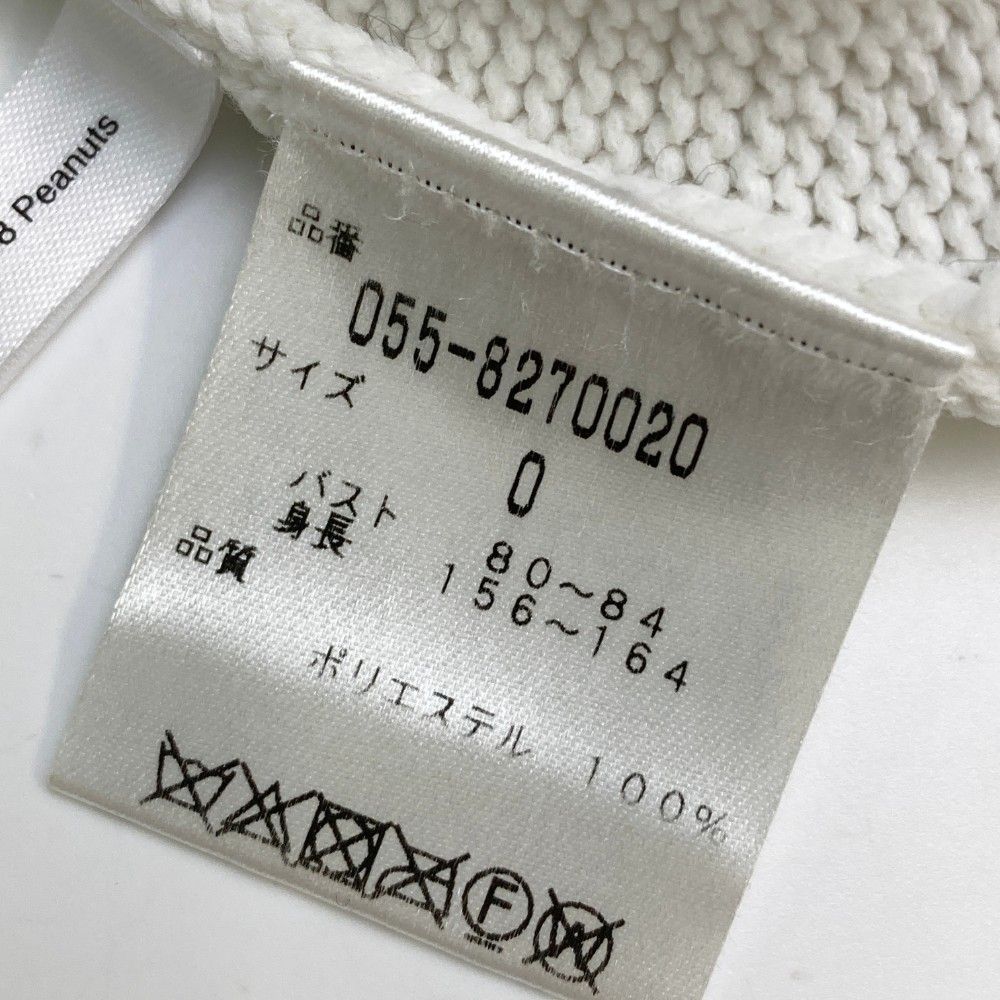 8 Peanuts
品番
055-8270020
サイズ
0
バスト 80～84
身長 156～164
品質
ポリエステル 100%
F
W